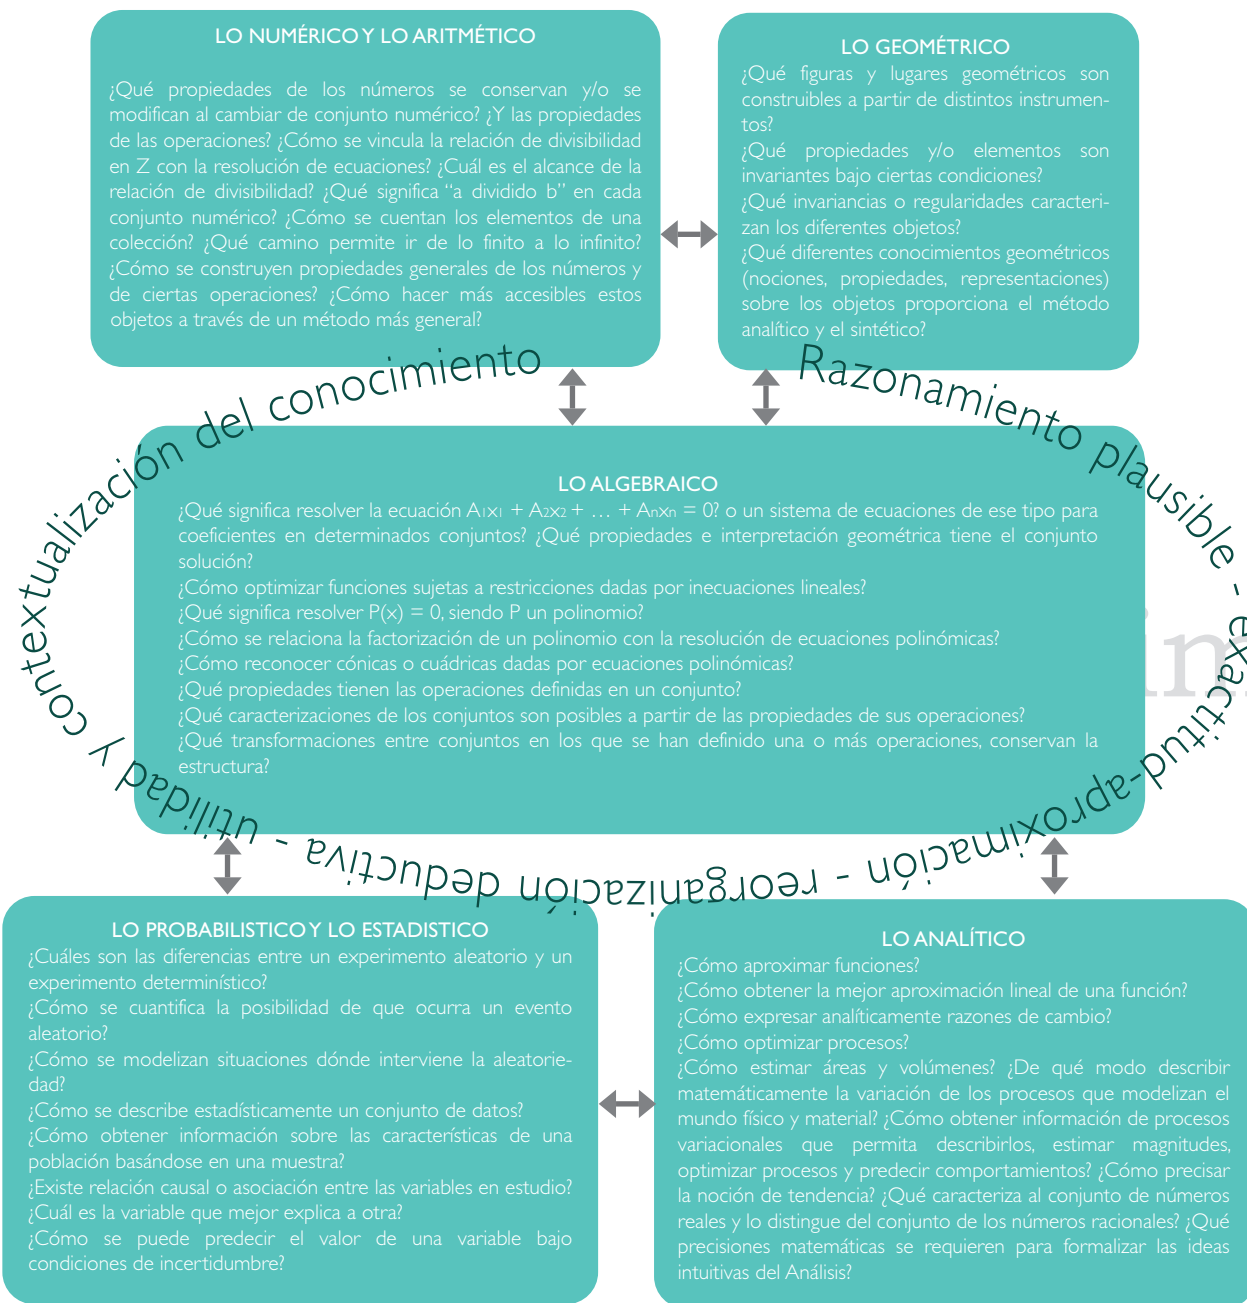 LO NUMÉRICO Y LO ARITMÉTICO
¿Qué propiedades de los números se conservan y/o se
modifican al cambiar de conjunto numérico? ¿Y las propiedades
de las operaciones? ¿Cómo se vincula la relación de divisibilidad
en Z con la resolución de ecuaciones? ¿Cuál es el alcance de la
relación de divisibilidad? ¿Qué significa “a dividido b” en cada
conjunto numérico? ¿Cómo se cuentan los elementos de una
colección? ¿Qué camino permite ir de lo finito a lo infinito?
¿Cómo se construyen propiedades generales de los números y
de ciertas operaciones? ¿Cómo hacer más accesibles estos
objetos a través de un método más general?
LO GEOMÉTRICO
¿Qué figuras y lugares geométricos son
construibles a partir de distintos instrumen-
tos?
¿Qué propiedades y/o elementos son
invariantes bajo ciertas condiciones?
¿Qué invariancias o regularidades caracteri-
zan los diferentes objetos?
¿Qué diferentes conocimientos geométricos
(nociones, propiedades, representaciones)
sobre los objetos proporciona el método
analítico y el sintético?
Razonamiento plausible - exactitud-aproximación - reorganización deductiva - utilidad y contextualización del conocimiento
LO ALGEBRAICO
¿Qué significa resolver la ecuación A1x1 + A2x2 + … + Anxn = 0? o un sistema de ecuaciones de ese tipo para
coeficientes en determinados conjuntos? ¿Qué propiedades e interpretación geométrica tiene el conjunto
solución?
¿Cómo optimizar funciones sujetas a restricciones dadas por inecuaciones lineales?
¿Qué significa resolver P(x) = 0, siendo P un polinomio?
¿Cómo se relaciona la factorización de un polinomio con la resolución de ecuaciones polinómicas?
¿Cómo reconocer cónicas o cuádricas dadas por ecuaciones polinómicas?
¿Qué propiedades tienen las operaciones definidas en un conjunto?
¿Qué caracterizaciones de los conjuntos son posibles a partir de las propiedades de sus operaciones?
¿Qué transformaciones entre conjuntos en los que se han definido una o más operaciones, conservan la
estructura?
LO PROBABILISTICO Y LO ESTADISTICO
¿Cuáles son las diferencias entre un experimento aleatorio y un
experimento determinístico?
¿Cómo se cuantifica la posibilidad de que ocurra un evento
aleatorio?
¿Cómo se modelizan situaciones dónde interviene la aleatorie-
dad?
¿Cómo se describe estadísticamente un conjunto de datos?
¿Cómo obtener información sobre las características de una
población basándose en una muestra?
¿Existe relación causal o asociación entre las variables en estudio?
¿Cuál es la variable que mejor explica a otra?
¿Cómo se puede predecir el valor de una variable bajo
condiciones de incertidumbre?
LO ANALÍTICO
¿Cómo aproximar funciones?
¿Cómo obtener la mejor aproximación lineal de una función?
¿Cómo expresar analíticamente razones de cambio?
¿Cómo optimizar procesos?
¿Cómo estimar áreas y volúmenes? ¿De qué modo describir
matemáticamente la variación de los procesos que modelizan el
mundo físico y material? ¿Cómo obtener información de procesos
variacionales que permita describirlos, estimar magnitudes,
optimizar procesos y predecir comportamientos? ¿Cómo precisar
la noción de tendencia? ¿Qué caracteriza al conjunto de números
reales y lo distingue del conjunto de los números racionales? ¿Qué
precisiones matemáticas se requieren para formalizar las ideas
intuitivas del Análisis?